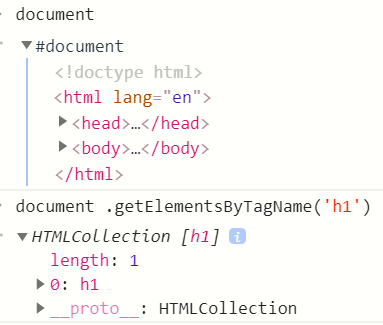 document
#document
<!doctype html>
<html lang="en">
<head>…</head>
<body>…</body>
</html>
document .getElementsByTagName('h1')
HTMLCollection [h1] i
length: 1
0: h1
__proto__: HTMLCollection